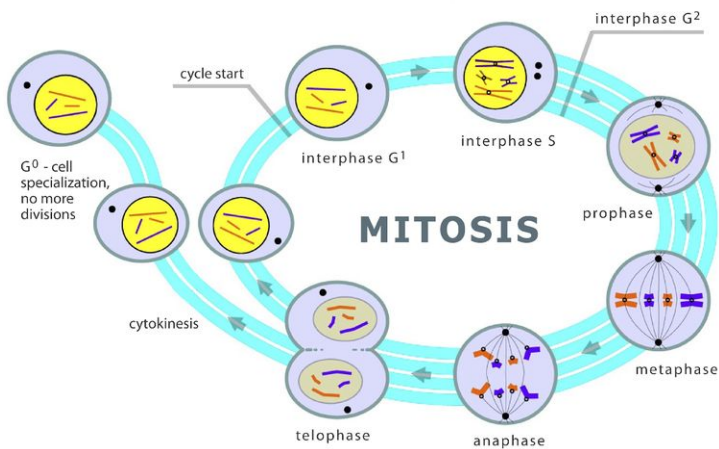 interphase G²
cycle start
interphase G¹
interphase S
G⁰ - cell
specialization,
no more
divisions
prophase
MITOSIS
cytokinesis
metaphase
telophase
anaphase